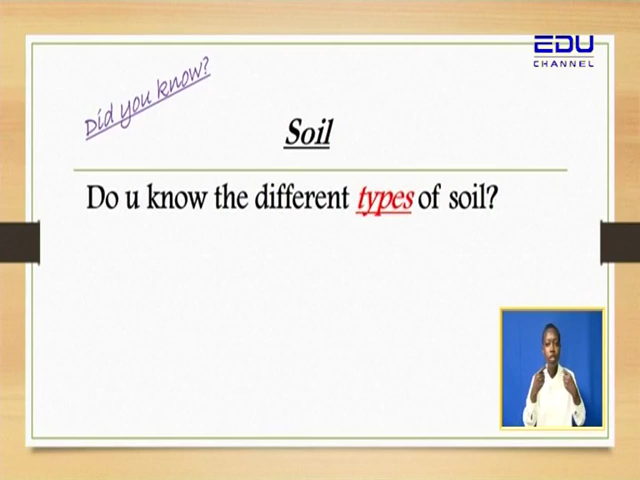 EDU
CHANNEL
Did you know?
Soil
Do u know the different types of soil?